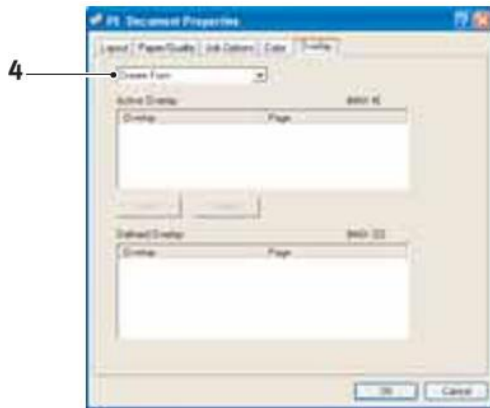 PE Document Properties
Layout Paper/Quality Job Options Color Overlay
4
Create Form
Active Overlay
Overlay Page
Defined Overlay
Overlay Page
OK Cancel